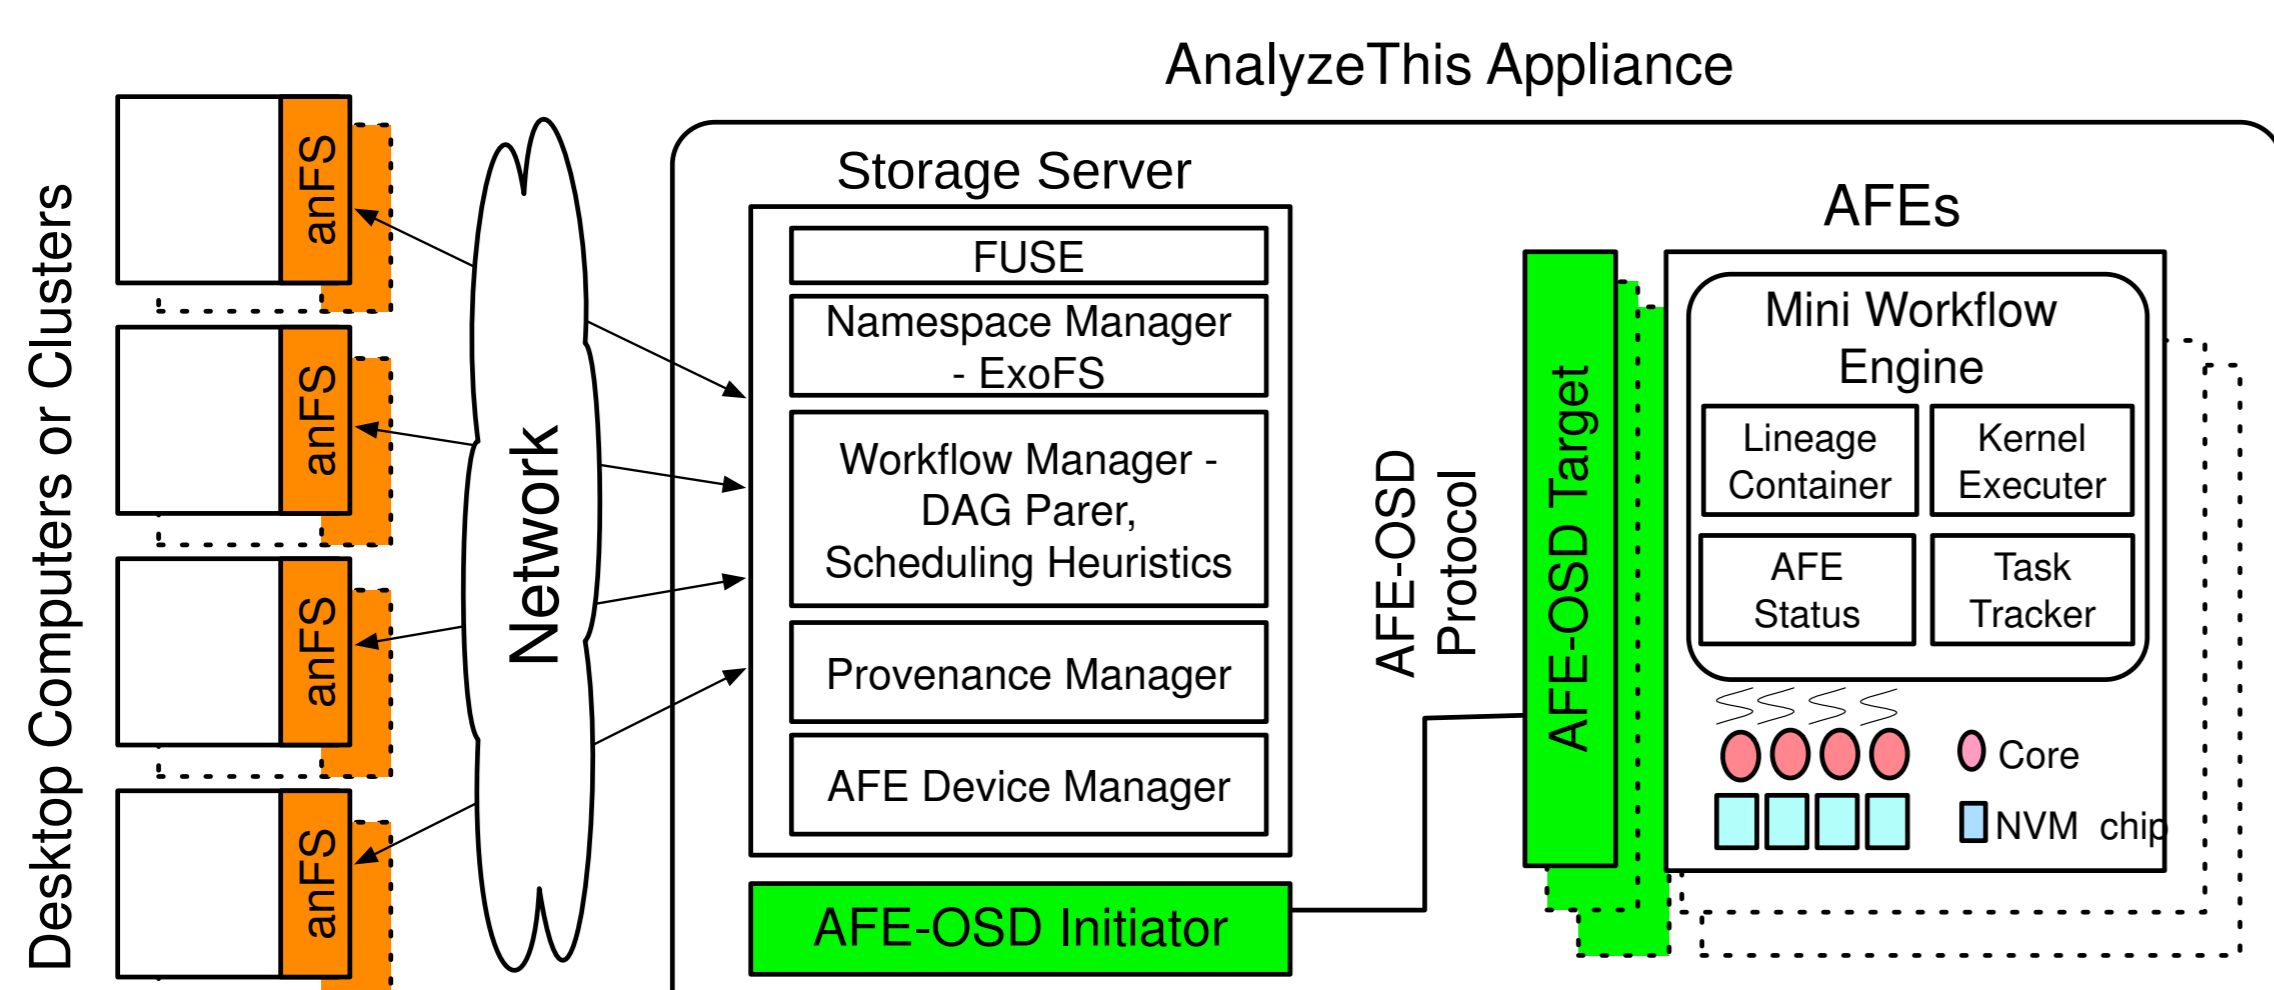 AnalyzeThis Appliance
Desktop Computers or Clusters
anFS
anFS
anFS
anFS
Network
Storage Server
FUSE
Namespace Manager
- ExoFS
Workflow Manager -
DAG Parer,
Scheduling Heuristics
Provenance Manager
AFE Device Manager
AFE-OSD Initiator
AFE-OSD
Protocol
AFE-OSD Target
AFEs
Mini Workflow
Engine
Lineage
Container
Kernel
Executer
AFE
Status
Task
Tracker
Core
NVM chip